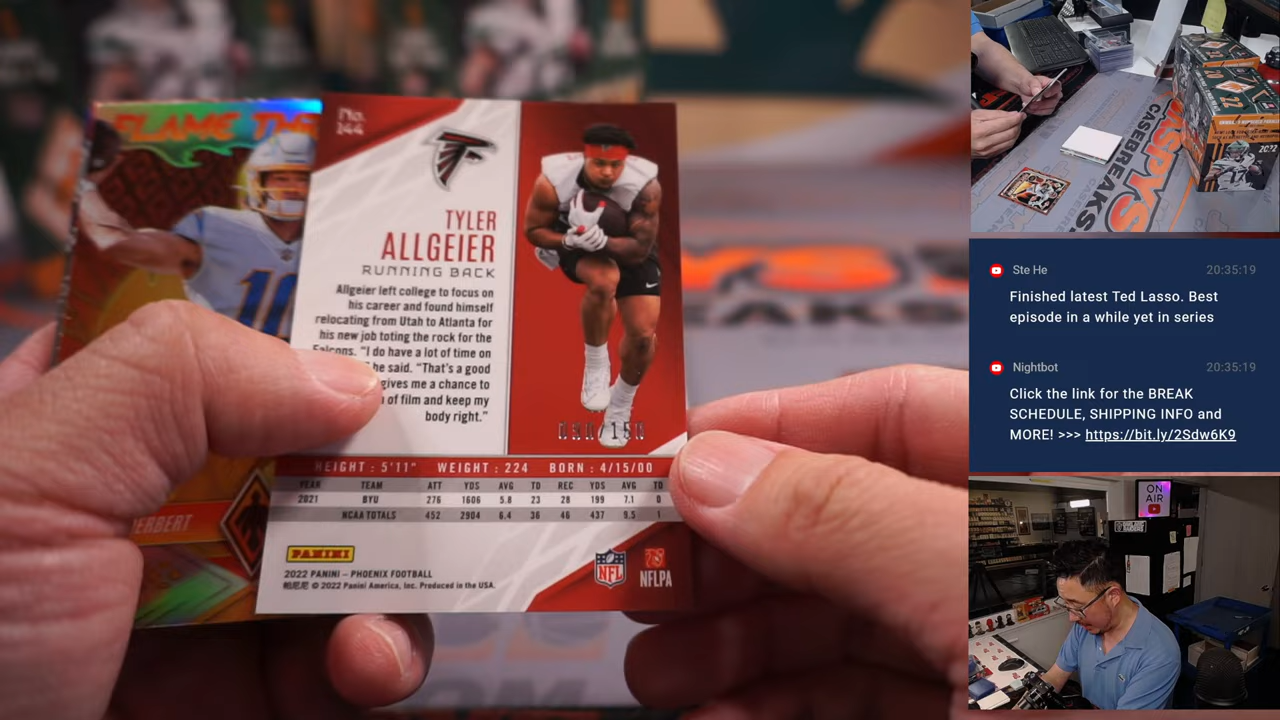 FLAME
10
HERBERT
No.
144
TYLER
ALLGEIER
RUNNING BACK
Allgeier left college to focus on
his career and found himself
relocating from Utah to Atlanta for
his new job toting the rock for the
Falcons. "I do have a lot of time on
he said. "That's a good
gives me a chance to
of film and keep my
body right."
HEIGHT : 5'11" WEIGHT : 224 BORN : 4/15/00
YEAR TEAM ATT YDS AVG TD REC YDS AVG TD
2021 BYU 276 1606 5.8 23 28 199 7.1 0
NCAA TOTALS 452 2904 6.4 36 46 437 9.5 1
PANINI
2022 PANINI – PHOENIX FOOTBALL
© 2022 Panini America, Inc. Produced in the USA.
NFL
NFLPA
CASEBREAKS
2022
Ste He 20:35:19
Finished latest Ted Lasso. Best
episode in a while yet in series
Nightbot 20:35:19
Click the link for the BREAK
SCHEDULE, SHIPPING INFO and
MORE! >>> https://bit.ly/2Sdw6K9
ON
AIR